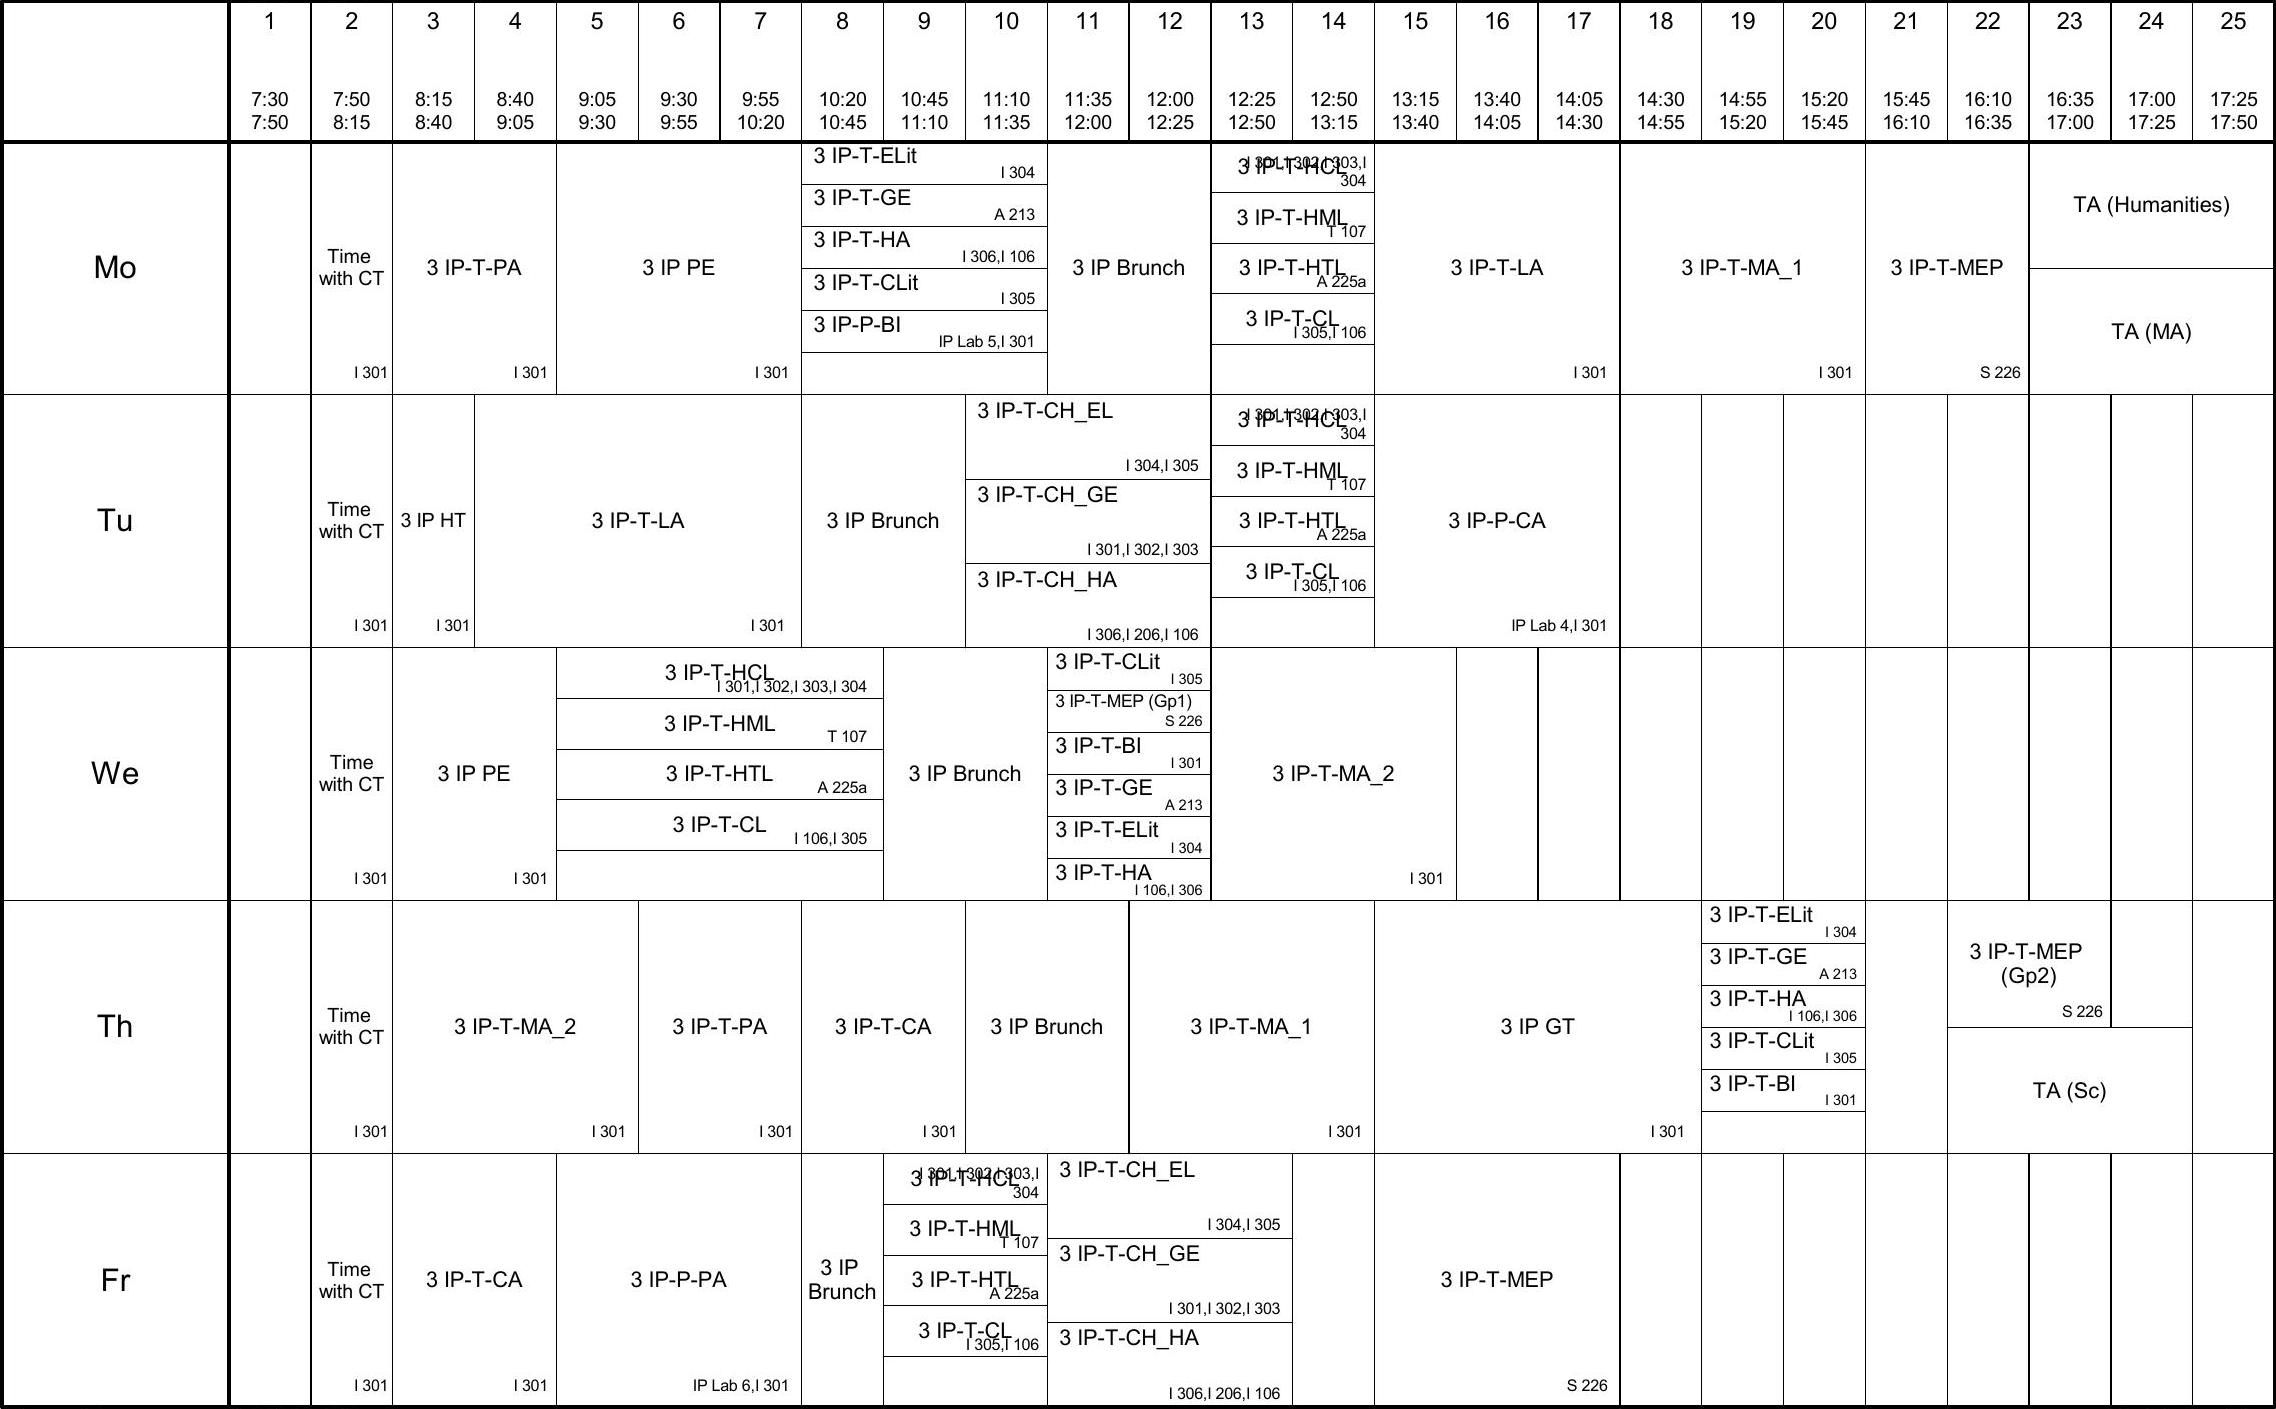 1 2 3 4 5 6 7 8 9 10 11 12 13 14 15 16 17 18 19 20 21 22 23 24 25
7:30 7:50 8:15 8:40 9:05 9:30 9:55 10:20 10:45 11:10 11:35 12:00 12:25 12:50 13:15 13:40 14:05 14:30 14:55 15:20 15:45 16:10 16:35 17:00 17:25
7:50 8:15 8:40 9:05 9:30 9:55 10:20 10:45 11:10 11:35 12:00 12:25 12:50 13:15 13:40 14:05 14:30 14:55 15:20 15:45 16:10 16:35 17:00 17:25 17:50
Mo
Time
with CT
I 301
3 IP-T-PA
I 301
3 IP PE
I 301
3 IP-T-ELit
I 304
3 IP-T-GE
A 213
3 IP-T-HA
I 306,I 106
3 IP-T-CLit
I 305
3 IP-P-BI
IP Lab 5,I 301
3 IP Brunch
3 IP-T-HCL
I 301,I 302,I 303,I
304
3 IP-T-HML
T 107
3 IP-T-HTL
A 225a
3 IP-T-CL
I 305,I 106
3 IP-T-LA
I 301
3 IP-T-MA_1
I 301
3 IP-T-MEP
S 226
TA (Humanities)
TA (MA)
Tu
Time
with CT
I 301
3 IP HT
I 301
3 IP-T-LA
I 301
3 IP Brunch
3 IP-T-CH_EL
I 304,I 305
3 IP-T-CH_GE
I 301,I 302,I 303
3 IP-T-CH_HA
I 306,I 206,I 106
3 IP-T-HCL
I 301,I 302,I 303,I
304
3 IP-T-HML
T 107
3 IP-T-HTL
A 225a
3 IP-T-CL
I 305,I 106
3 IP-P-CA
IP Lab 4,I 301
We
Time
with CT
I 301
3 IP PE
I 301
3 IP-T-HCL
I 301,I 302,I 303,I 304
3 IP-T-HML
T 107
3 IP-T-HTL
A 225a
3 IP-T-CL
I 106,I 305
3 IP Brunch
3 IP-T-CLit
I 305
3 IP-T-MEP (Gp1)
S 226
3 IP-T-BI
I 301
3 IP-T-GE
A 213
3 IP-T-ELit
I 304
3 IP-T-HA
I 106,I 306
3 IP-T-MA_2
I 301
Th
Time
with CT
I 301
3 IP-T-MA_2
I 301
3 IP-T-PA
I 301
3 IP-T-CA
I 301
3 IP Brunch
3 IP-T-MA_1
I 301
3 IP GT
I 301
3 IP-T-ELit
I 304
3 IP-T-GE
A 213
3 IP-T-HA
I 106,I 306
3 IP-T-CLit
I 305
3 IP-T-BI
I 301
3 IP-T-MEP
(Gp2)
S 226
TA (Sc)
Fr
Time
with CT
I 301
3 IP-T-CA
I 301
3 IP-P-PA
IP Lab 6,I 301
3 IP
Brunch
3 IP-T-HCL
I 301,I 302,I 303,I
304
3 IP-T-HML
T 107
3 IP-T-HTL
A 225a
3 IP-T-CL
I 305,I 106
3 IP-T-CH_EL
I 304,I 305
3 IP-T-CH_GE
I 301,I 302,I 303
3 IP-T-CH_HA
I 306,I 206,I 106
3 IP-T-MEP
S 226